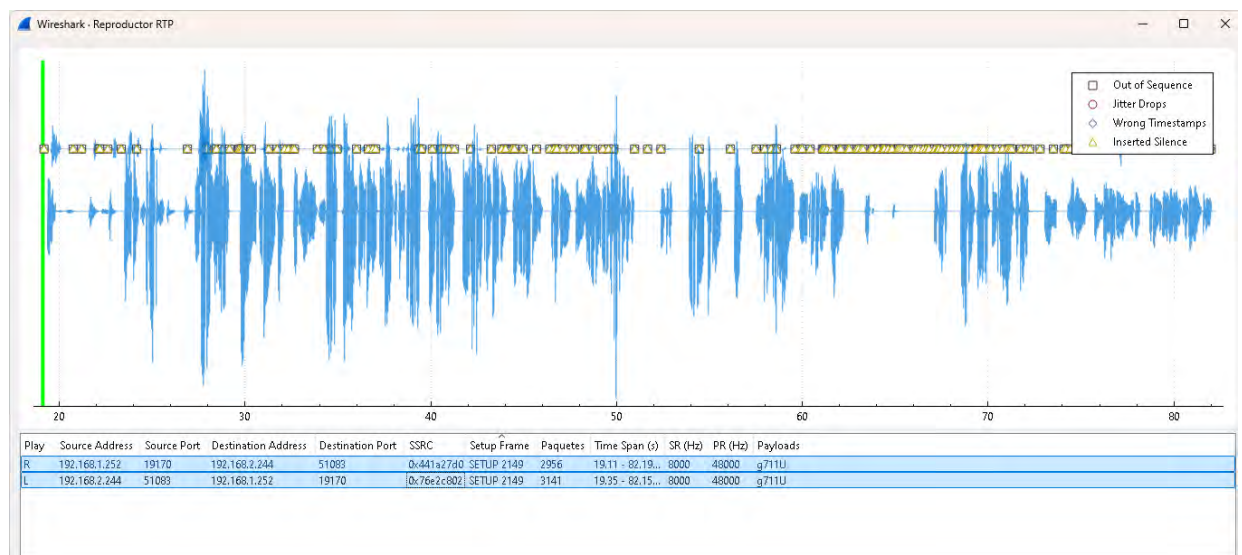 Wireshark · Reproductor RTP
Out of Sequence
Jitter Drops
Wrong Timestamps
Inserted Silence
20 30 40 50 60 70 80
Play Source Address Source Port Destination Address Destination Port SSRC Setup Frame Paquetes Time Span (s) SR (Hz) PR (Hz) Payloads
R 192.168.1.252 19170 192.168.2.244 51083 0x441a27d0 SETUP 2149 2956 19.11 - 82.19... 8000 48000 g711U
L 192.168.2.244 51083 192.168.1.252 19170 0x76e2c802 SETUP 2149 3141 19.35 - 82.15... 8000 48000 g711U